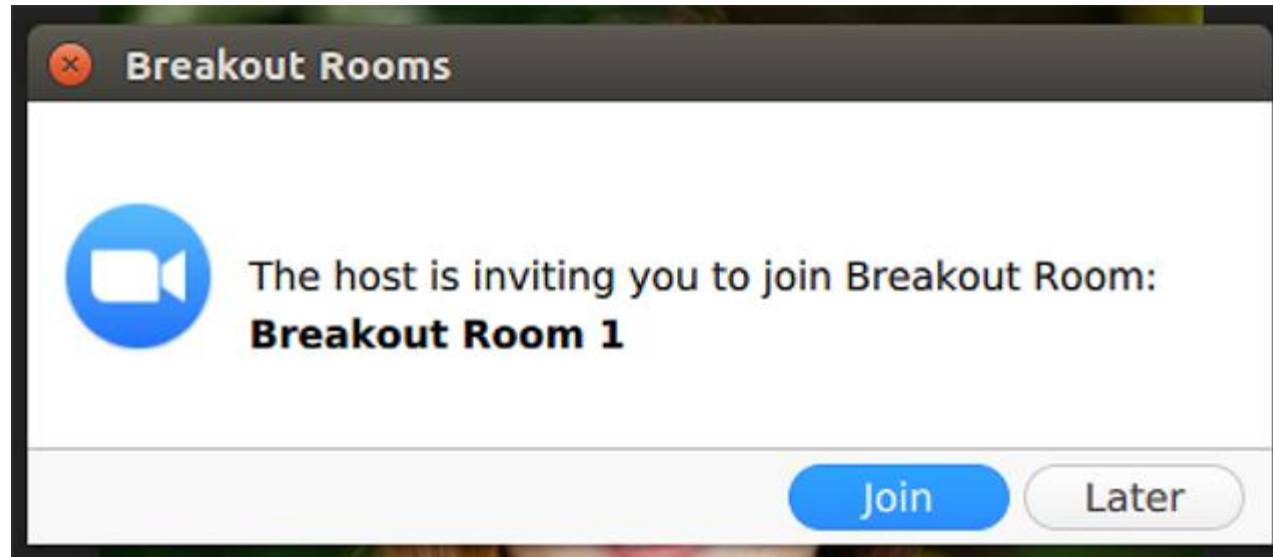 Breakout Rooms
The host is inviting you to join Breakout Room:
Breakout Room 1
Join
Later